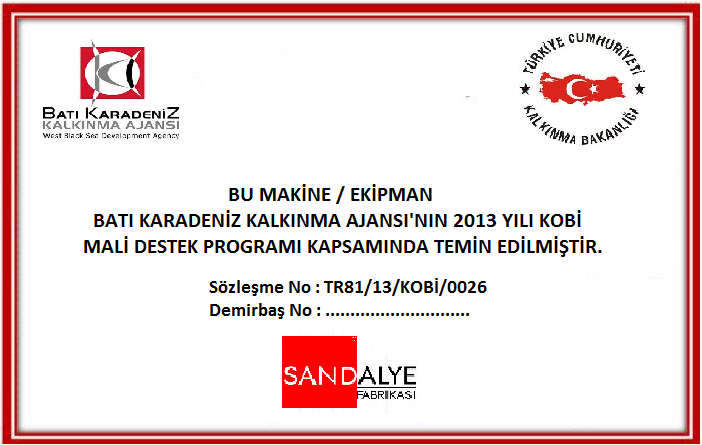 BATI KARADENİZ
KALKINMA AJANSI
West Black Sea Development Agency
TÜRKİYE CUMHURİYETİ
KALKINMA BAKANLIĞI
BU MAKİNE / EKİPMAN
BATI KARADENİZ KALKINMA AJANSI'NIN 2013 YILI KOBİ
MALİ DESTEK PROGRAMI KAPSAMINDA TEMİN EDİLMİŞTİR.
Sözleşme No : TR81/13/KOBİ/0026
Demirbaş No : .............................
SANDALYE
FABRİKASI